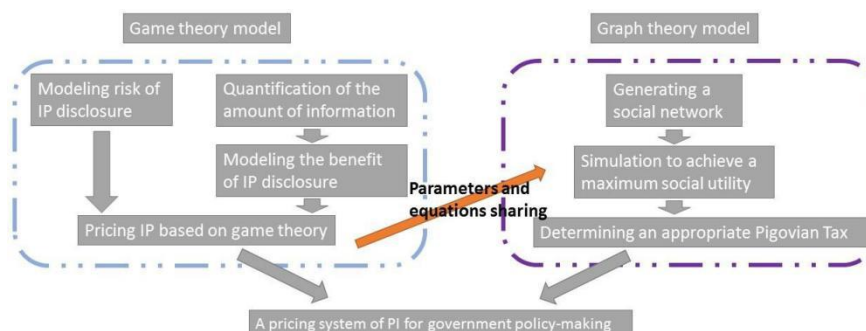 Game theory model
Graph theory model
Modeling risk of
IP disclosure
Quantification of the
amount of information
Modeling the benefit
of IP disclosure
Pricing IP based on game theory
Parameters and
equations sharing
Generating a
social network
Simulation to achieve a
maximum social utility
Determining an appropriate Pigovian Tax
A pricing system of PI for government policy-making